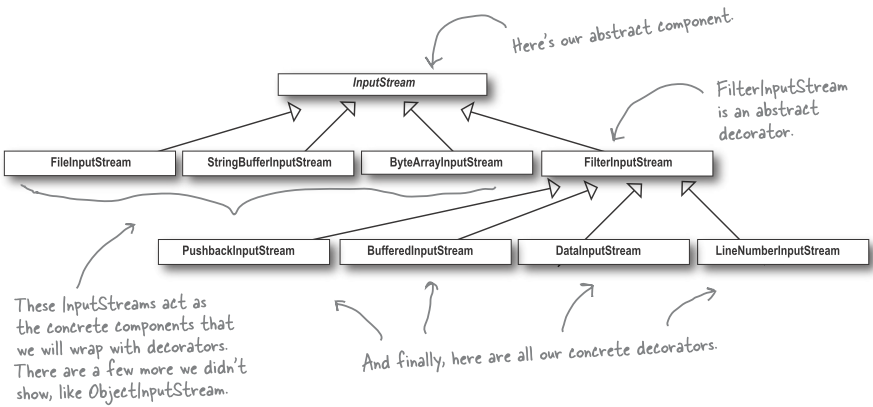 Here's our abstract component.
InputStream
FilterInputStream
is an abstract
decorator.
FileInputStream
StringBufferInputStream
ByteArrayInputStream
FilterInputStream
PushbackInputStream
BufferedInputStream
DataInputStream
LineNumberInputStream
These InputStreams act as
the concrete components that
we will wrap with decorators.
There are a few more we didn't
show, like ObjectInputStream.
And finally, here are all our concrete decorators.